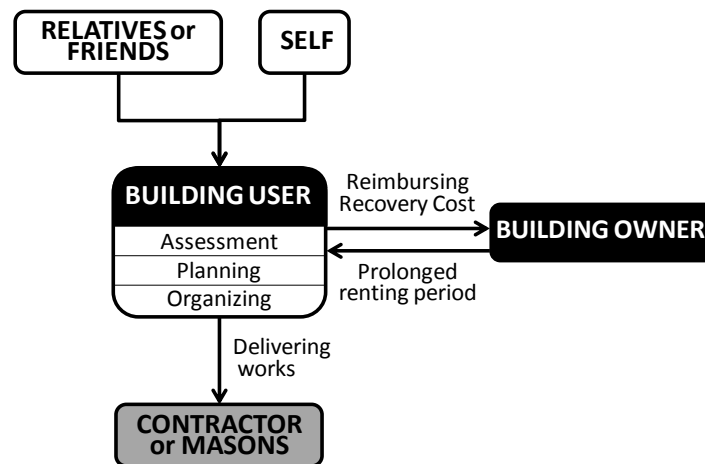 RELATIVES or
FRIENDS
SELF
BUILDING USER
Assessment
Planning
Organizing
Reimbursing
Recovery Cost
BUILDING OWNER
Prolonged
renting period
Delivering
works
CONTRACTOR
or MASONS